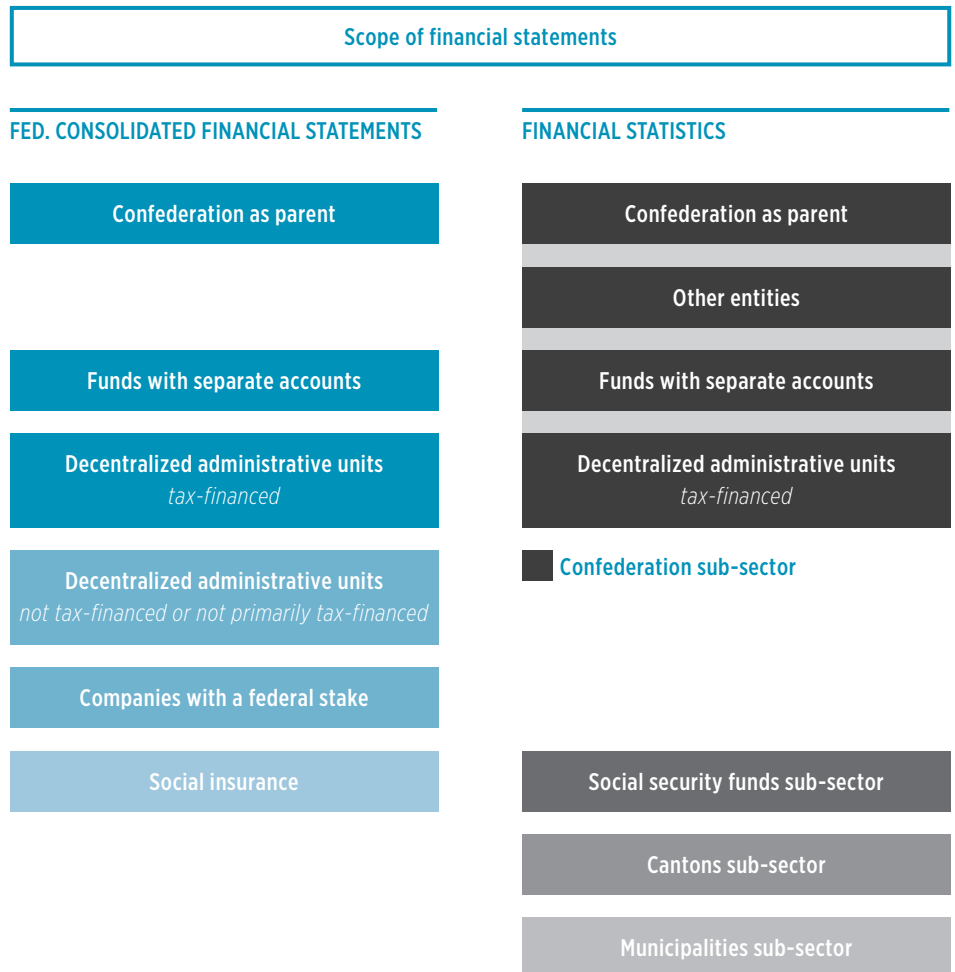 Scope of financial statements
FED. CONSOLIDATED FINANCIAL STATEMENTS
Confederation as parent
Funds with separate accounts
Decentralized administrative units
tax-financed
Decentralized administrative units
not tax-financed or not primarily tax-financed
Companies with a federal stake
Social insurance
FINANCIAL STATISTICS
Confederation as parent
Other entities
Funds with separate accounts
Decentralized administrative units
tax-financed
Confederation sub-sector
Social security funds sub-sector
Cantons sub-sector
Municipalities sub-sector